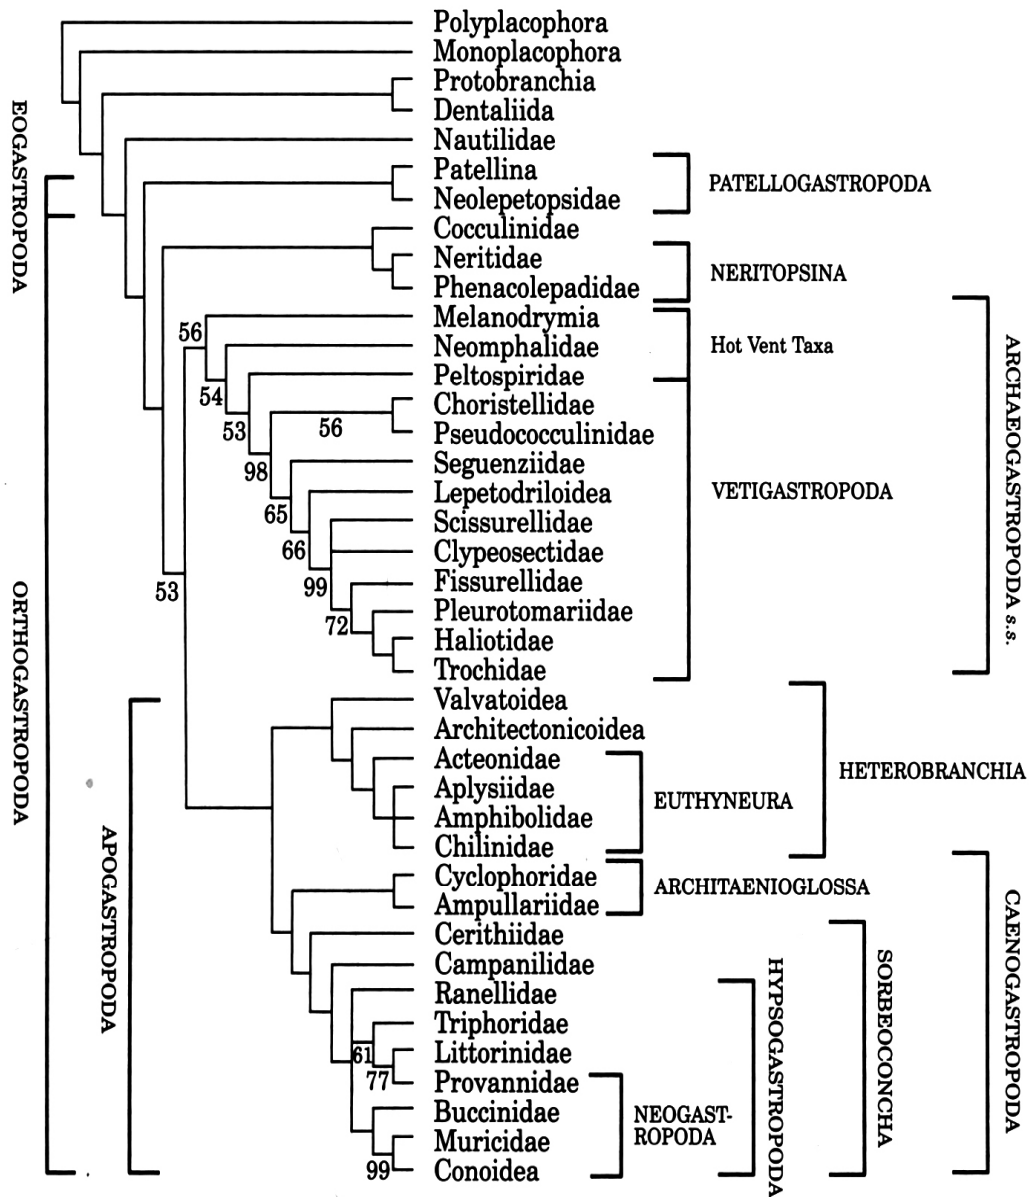 Polyplacophora
Monoplacophora
Protobranchia
Dentaliida
Nautilidae
Patellina
Neolepetopsidae
Cocculinidae
Neritidae
Phenacolepadidae
Melanodrymia
Neomphalidae
Peltospiridae
Choristellidae
Pseudococculinidae
Seguenziidae
Lepetodriloidea
Scissurellidae
Clypeosectidae
Fissurellidae
Pleurotomariidae
Haliotidae
Trochidae
Valvatoidea
Architectonicoidea
Acteonidae
Aplysiidae
Amphibolidae
Chilinidae
Cyclophoridae
Ampullariidae
Cerithiidae
Campanilidae
Ranellidae
Triphoridae
Littorinidae
Provannidae
Buccinidae
Muricidae
Conoidea
56
54
53
56
98
65
66
99
72
53
61
77
99
EOGASTROPODA
ORTHOGASTROPODA
APOGASTROPODA
PATELLOGASTROPODA
NERITOPSINA
Hot Vent Taxa
VETIGASTROPODA
ARCHAEOGASTROPODA s.s.
HETEROBRANCHIA
EUTHYNEURA
ARCHITAENIOGLOSSA
CAENOGASTROPODA
SORBEOCONCHA
HYPSOGASTROPODA
NEOGAST-
ROPODA